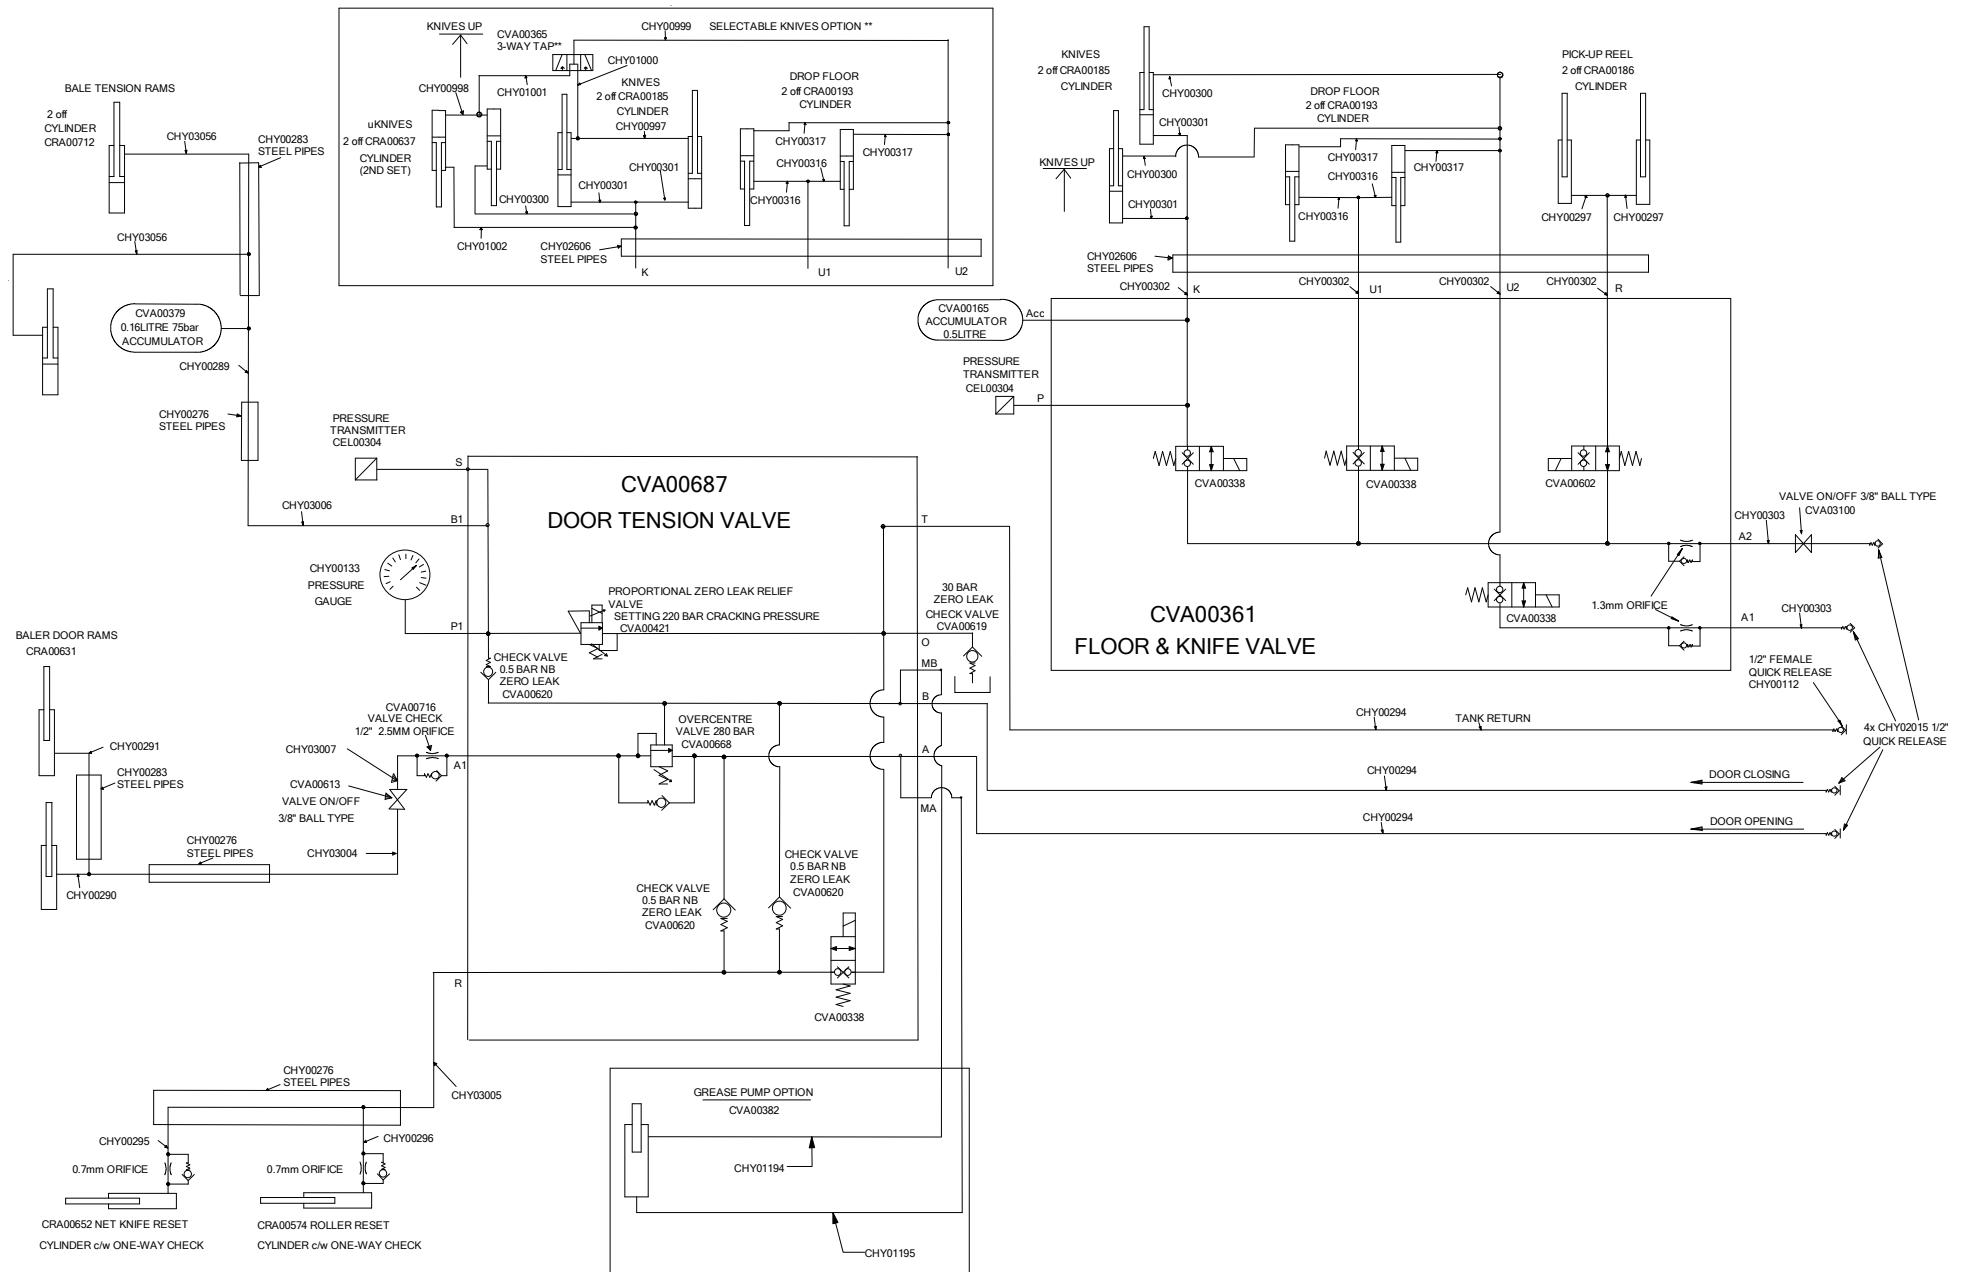 BALE TENSION RAMS
2 off
CYLINDER
CRA00712
CHY03056
CHY00283
STEEL PIPES
CHY03056
CVA00379
0.16LITRE 75bar
ACCUMULATOR
CHY00289
CHY00276
STEEL PIPES
CHY03006
KNIVES UP
CVA00365
3-WAY TAP**
CHY00999
SELECTABLE KNIVES OPTION **
CHY01000
CHY00998
CHY01001
KNIVES
2 off CRA00185
CYLINDER
CHY00997
DROP FLOOR
2 off CRA00193
CYLINDER
uKNIVES
2 off CRA00637
CYLINDER
(2ND SET)
CHY00317
CHY00317
CHY00316
CHY00301
CHY00301
CHY00300
CHY00316
CHY01002
CHY02606
STEEL PIPES
K
U1
U2
KNIVES
2 off CRA00185
CYLINDER
CHY00300
CHY00301
KNIVES UP
CHY00300
CHY00301
DROP FLOOR
2 off CRA00193
CYLINDER
CHY00317
CHY00317
CHY00316
CHY00316
PICK-UP REEL
2 off CRA00186
CYLINDER
CHY00297
CHY00297
CHY02606
STEEL PIPES
CHY00302
K
CHY00302
U1
CHY00302
U2
CHY00302
R
CVA00165
ACCUMULATOR
0.5LITRE
Acc
PRESSURE
TRANSMITTER
CEL00304
P
CVA00338
CVA00338
CVA00602
VALVE ON/OFF 3/8" BALL TYPE
CVA03100
CHY00303
A2
CVA00338
1.3mm ORIFICE
CHY00303
A1
CVA00361
FLOOR & KNIFE VALVE
1/2" FEMALE
QUICK RELEASE
CHY00112
4x CHY02015 1/2"
QUICK RELEASE
CHY00294
TANK RETURN
CHY00294
DOOR CLOSING
CHY00294
DOOR OPENING
PRESSURE
TRANSMITTER
CEL00304
S
B1
CVA00687
DOOR TENSION VALVE
T
CHY00133
PRESSURE
GAUGE
P1
PROPORTIONAL ZERO LEAK RELIEF
VALVE
SETTING 220 BAR CRACKING PRESSURE
CVA00421
30 BAR
ZERO LEAK
CHECK VALVE
CVA00619
O
MB
B
A
MA
CHECK VALVE
0.5 BAR NB
ZERO LEAK
CVA00620
OVERCENTRE
VALVE 280 BAR
CVA00668
CVA00716
VALVE CHECK
1/2" 2.5MM ORIFICE
A1
CHY03007
CVA00613
VALVE ON/OFF
3/8" BALL TYPE
CHY03004
BALER DOOR RAMS
CRA00631
CHY00291
CHY00283
STEEL PIPES
CHY00276
STEEL PIPES
CHY00290
CHECK VALVE
0.5 BAR NB
ZERO LEAK
CVA00620
CHECK VALVE
0.5 BAR NB
ZERO LEAK
CVA00620
R
CVA00338
CHY00276
STEEL PIPES
CHY03005
CHY00295
CHY00296
0.7mm ORIFICE
0.7mm ORIFICE
CRA00652 NET KNIFE RESET
CYLINDER c/w ONE-WAY CHECK
CRA00574 ROLLER RESET
CYLINDER c/w ONE-WAY CHECK
GREASE PUMP OPTION
CVA00382
CHY01194
CHY01195